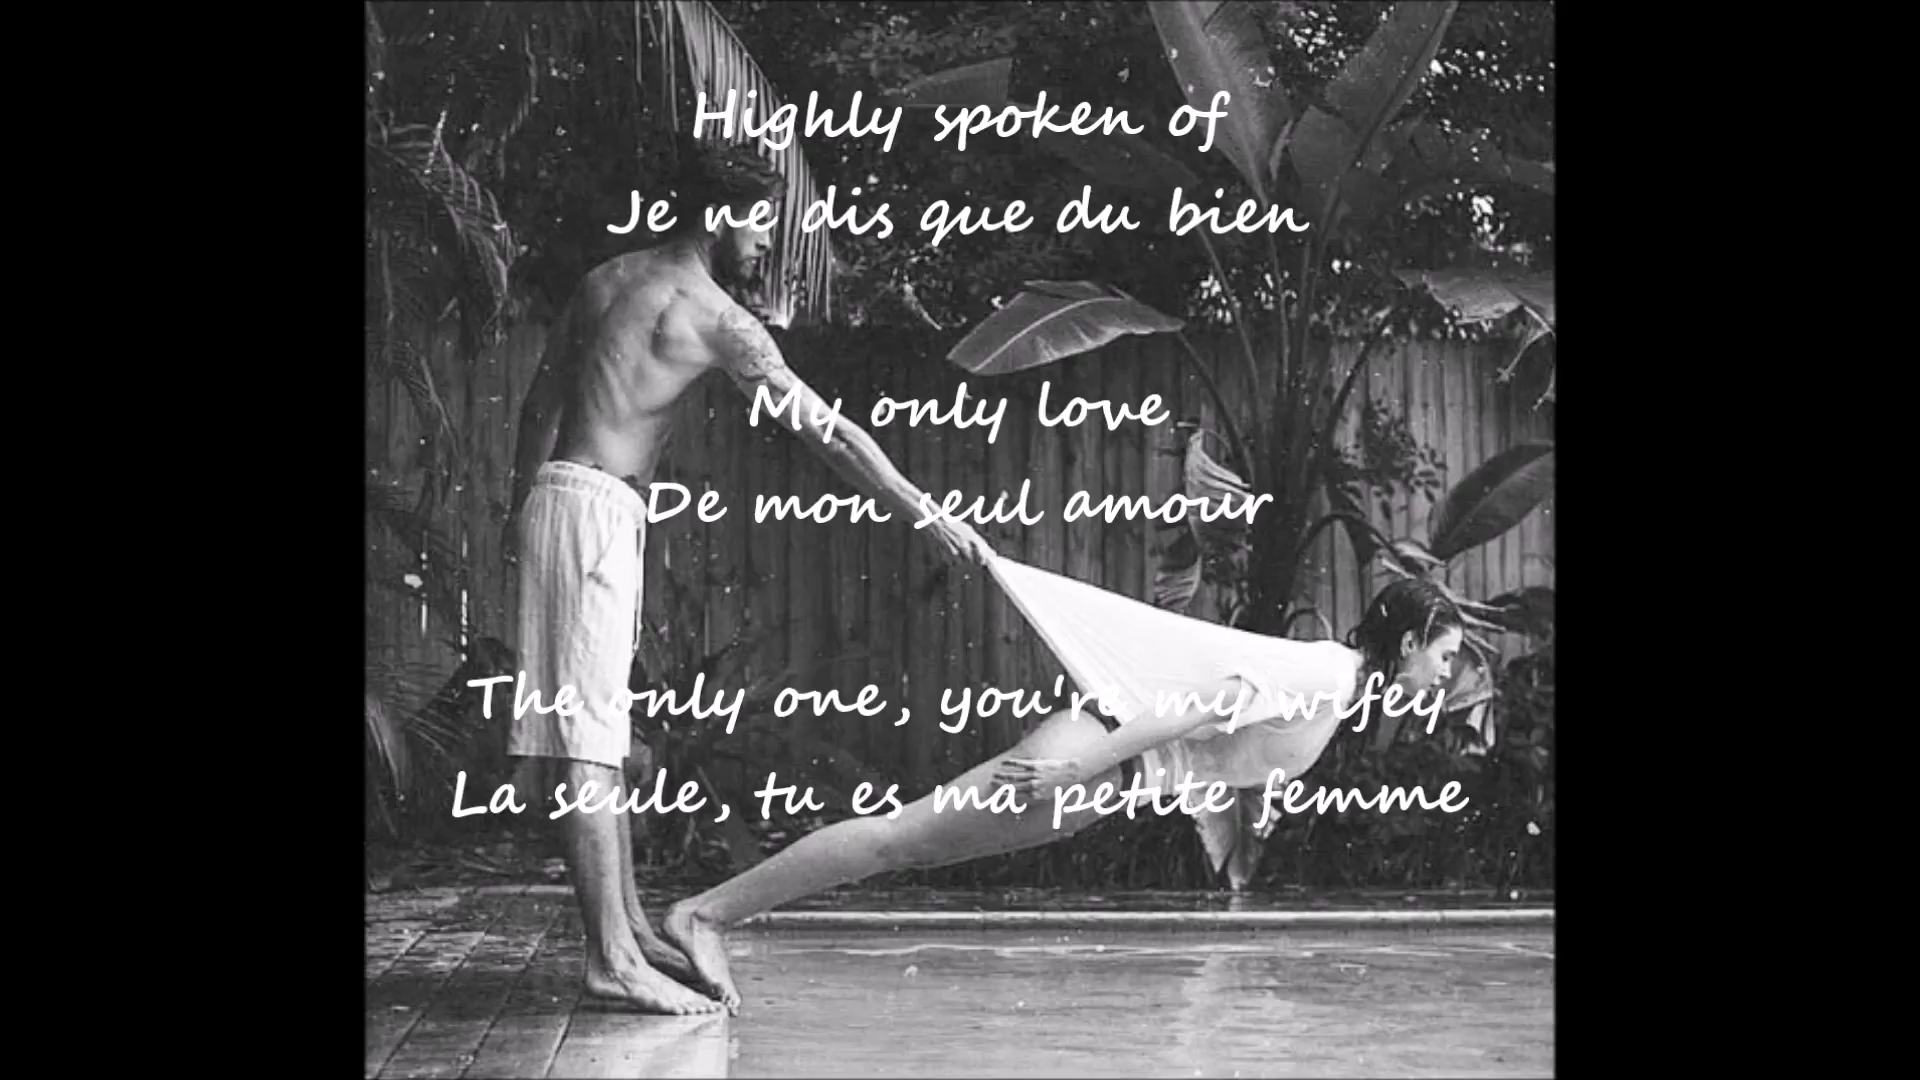 Highly spoken of
Je ne dis que du bien
My only love
De mon seul amour
The only one, you're my wifey
La seule, tu es ma petite femme